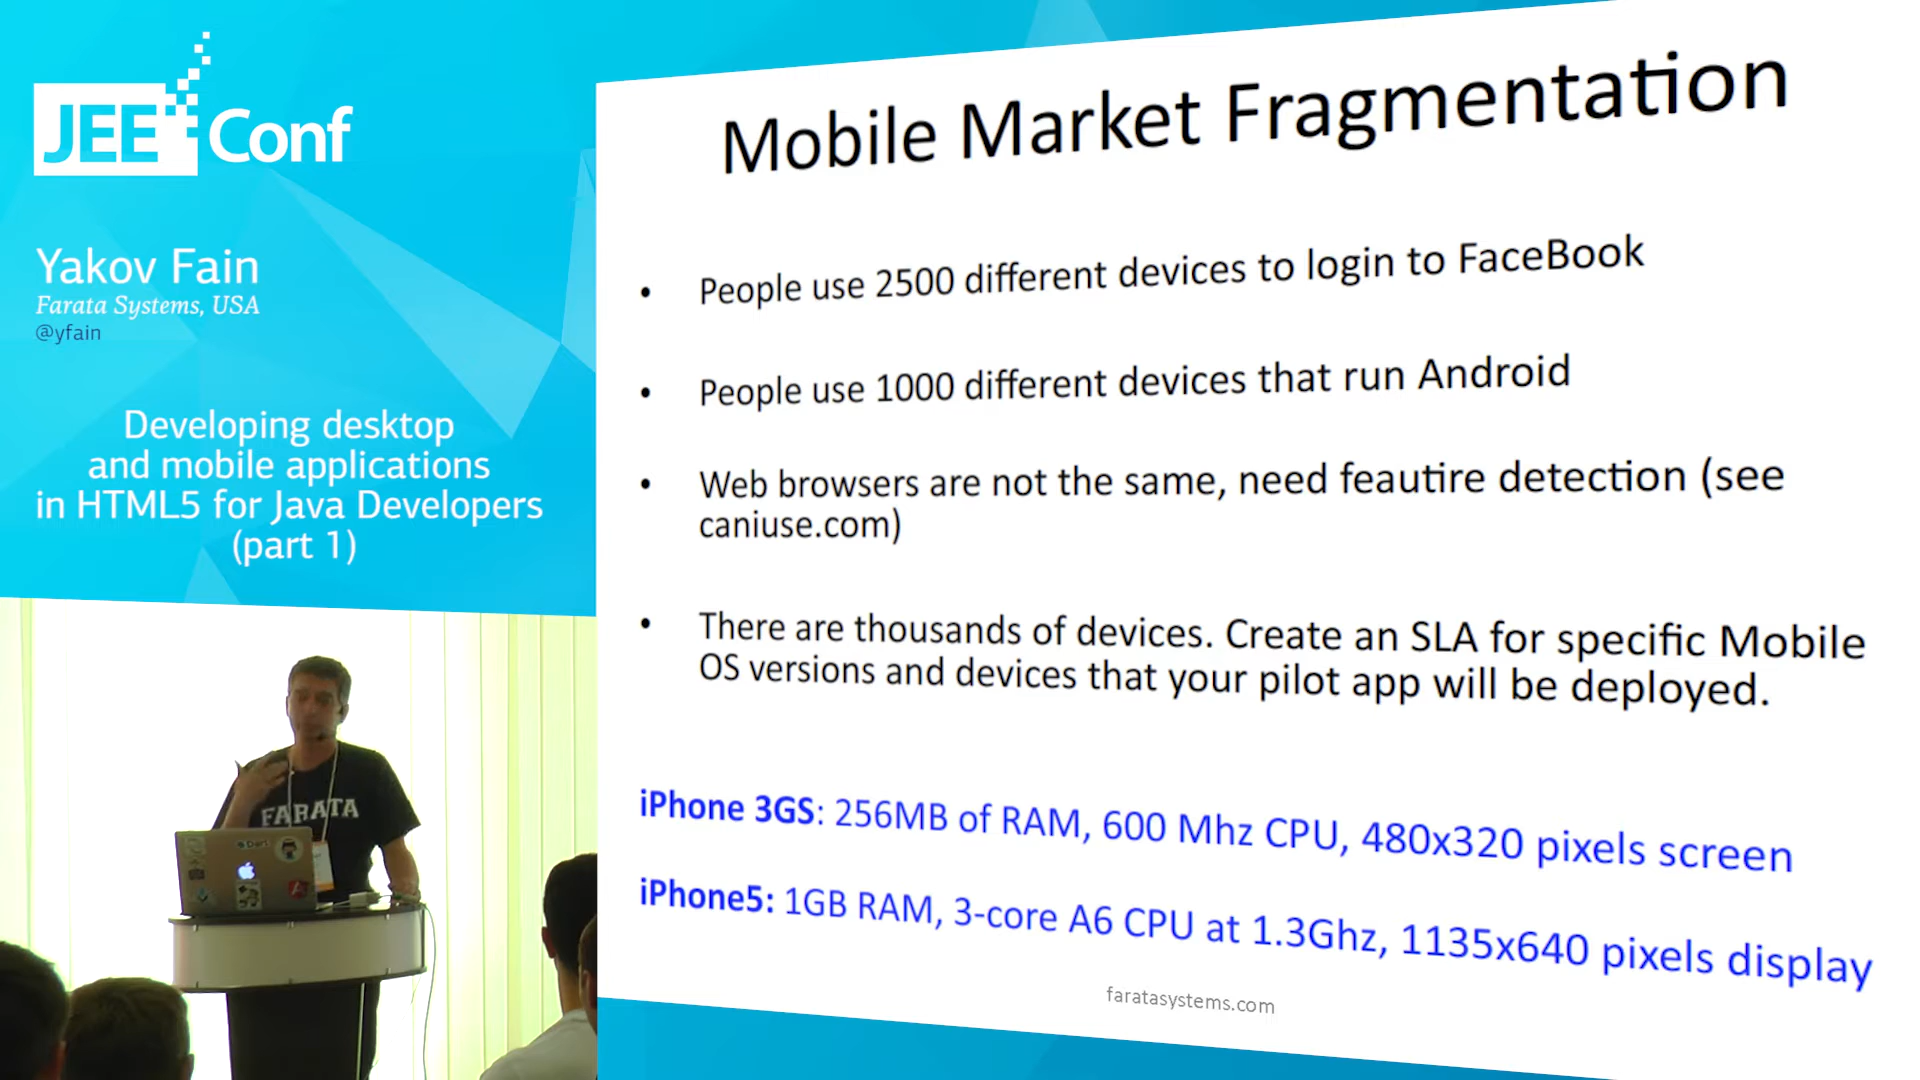 JEE Conf
Yakov Fain
Farata Systems, USA
@yfain
Developing desktop
and mobile applications
in HTML5 for Java Developers
(part 1)
FARATA
Dart
Mobile Market Fragmentation
• People use 2500 different devices to login to FaceBook
• People use 1000 different devices that run Android
• Web browsers are not the same, need feautire detection (see
caniuse.com)
• There are thousands of devices. Create an SLA for specific Mobile
OS versions and devices that your pilot app will be deployed.
iPhone 3GS: 256MB of RAM, 600 Mhz CPU, 480x320 pixels screen
iPhone5: 1GB RAM, 3-core A6 CPU at 1.3Ghz, 1135x640 pixels display
faratasystems.com